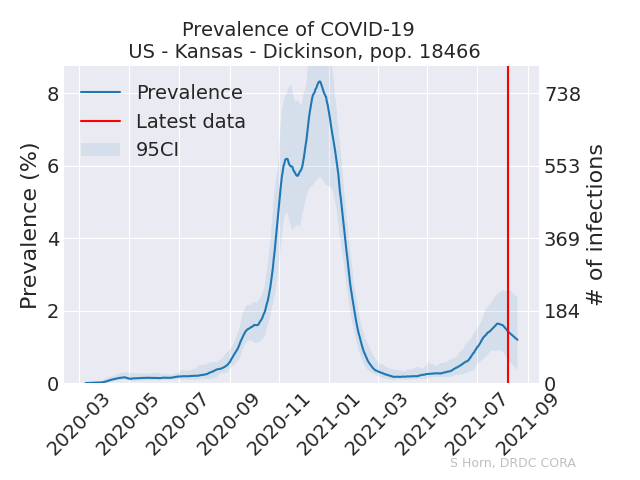 Prevalence of COVID-19
US - Kansas - Dickinson, pop. 18466
Prevalence
Latest data
95CI
Prevalence (%)
8
6
4
2
0
738
553
369
184
0
# of infections
2020-03
2020-05
2020-07
2020-09
2020-11
2021-01
2021-03
2021-05
2021-07
2021-09
S Horn, DRDC CORA